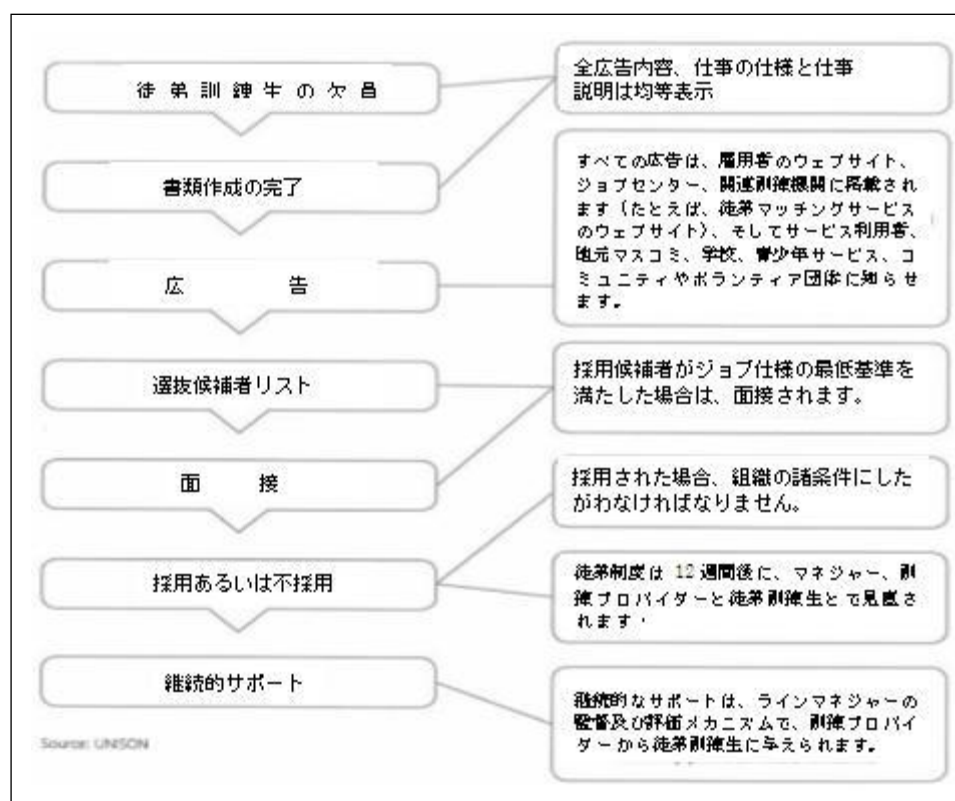 徒弟訓練生の欠員
全広告内容、仕事の仕様と仕事
説明は均等表示
書類作成の完了
すべての広告は、雇用者のウェブサイト、
ジョブセンター、関連訓練機関に掲載され
ます（たとえば、徒弟マッチングサービス
のウェブサイト）、そしてサービス利用者、
地元マスコミ、学校、青少年サービス、コ
ミュニティやボランティア団体に知らせ
ます。
広 告
選抜候補者リスト
採用候補者がジョブ仕様の最低基準を
満たした場合は、面接されます。
面 接
採用された場合、組織の諸条件にした
がわなければなりません。
採用あるいは不採用
徒弟制度は 12 週間後に、マネジャー、訓
練プロバイダーと徒弟訓練生とで見直さ
れます・
継続的サポート
継続的なサポートは、ラインマネジャーの
監督及び評価メカニズムで、訓練プロバイ
ダーから徒弟訓練生に与えられます。
Source: UNISON